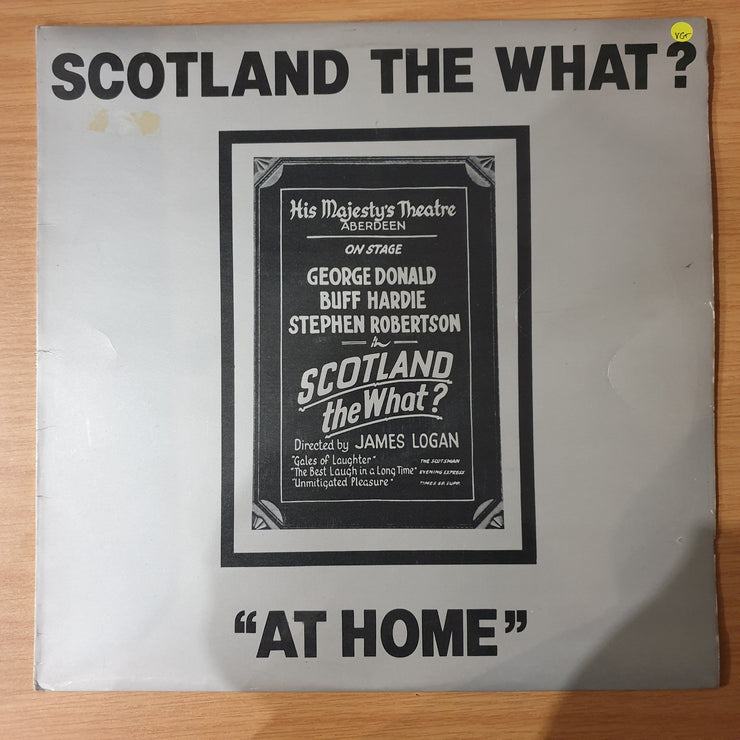 SCOTLAND THE WHAT?
VG+
His Majesty's Theatre
ABERDEEN
ON STAGE
GEORGE DONALD
BUFF HARDIE
STEPHEN ROBERTSON
in
SCOTLAND
the What?
Directed by JAMES LOGAN
"Gales of Laughter" THE SCOTSMAN
"The Best Laugh in a Long Time" EVENING EXPRESS
"Unmitigated Pleasure" TIMES ED. SUPP.
"AT HOME"